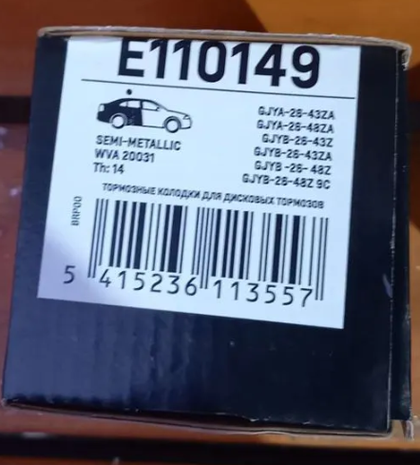 E110149
SEMI-METALLIC
WVA 20031
Th: 14
GJYA-26-43ZA
GJYA-26-48ZA
GJYB-26-43Z
GJYB-26-43ZA
GJYB -26- 48Z
GJYB-26-48Z 9C
ТОРМОЗНЫЕ КОЛОДКИ ДЛЯ ДИСКОВЫХ ТОРМОЗОВ
BRP00
5 415236 113557